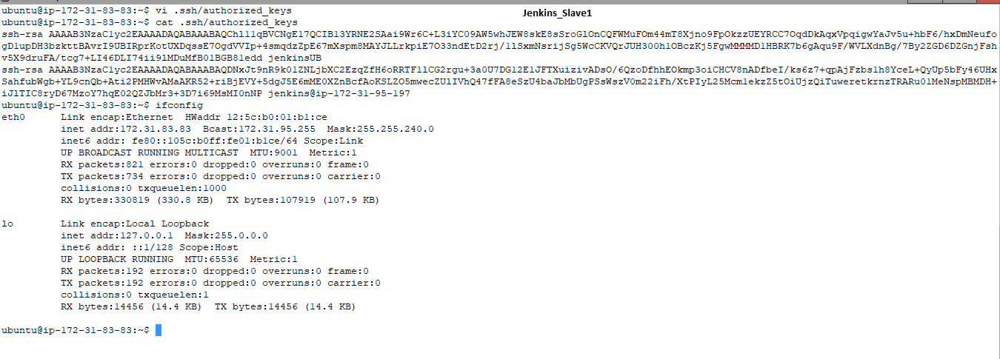 ubuntu@ip-172-31-83-83:~$ vi .ssh/authorized_keys
Jenkins_Slave1
ubuntu@ip-172-31-83-83:~$ cat .ssh/authorized_keys
ssh-rsa AAAAB3NzaC1yc2EAAAADAQABAAABAQChl11qBVCNgE17QCIB13YRNE2SAai9Wr6C+L3iYC09AW5whJEW8skE8sSroGlOnCQFWMuFOm44mT8Xjno9FpOkzzUEYRCC7OqdDkAqxVpqigwYaJv5u+hbF6/hxDmNeufo
gD1upDH3bzkttBAvrI9UBIRprKotUXDqssE7OgdVVIp+4smqdzZpE67mXspm8MAYJLLrkpiE7O33ndEtD2rj/1lSxmNsrijSg5WcCKVQrJUH300hlOBczKj5FgwMMMMDlHBRK7b6gAqu9F/WVLXdnBg/7By2ZGD6DZGnjFsh
v5X9druFA/tcg7+LI46DLI74ii9lMDuMfB01BGB81edd jenkinsUB
ssh-rsa AAAAB3NzaC1yc2EAAAADAQABAAABAQDNxJt9nR9k01ZNLjbXC2EzqZfH6oRRTF1lCG2rgu+3a0U7DG12ElJFTXuizivADsO/6QzoDfhhEOkmp3oiCHCV8nADfbeI/ks6z7+qpAjFzbslh8YceL+QyUp5bFy46UHx
SahfubWgb+YL9cnQb+Ati2PMHWvAMaAKR52+riBjEVY+5dgJ5E6mME0XZnBcfAoKSLZO5mwecZUlIVhQ47fFA8eSzU4baJbMbUgPSsWszV0m22iFh/XtPIyL25McmlekzZ5tOiUjzQiTuweretkrnzTRARu01MeNspMBMDH+
iJlTIC8ryD67MzoY7hqE02QZJbMr3+3D7i69MsMI0nNP jenkins@ip-172-31-95-197
ubuntu@ip-172-31-83-83:~$ ifconfig
eth0 Link encap:Ethernet HWaddr 12:5c:b0:01:b1:ce
inet addr:172.31.83.83 Bcast:172.31.95.255 Mask:255.255.240.0
inet6 addr: fe80::105c:b0ff:fe01:b1ce/64 Scope:Link
UP BROADCAST RUNNING MULTICAST MTU:9001 Metric:1
RX packets:821 errors:0 dropped:0 overruns:0 frame:0
TX packets:734 errors:0 dropped:0 overruns:0 carrier:0
collisions:0 txqueuelen:1000
RX bytes:330819 (330.8 KB) TX bytes:107919 (107.9 KB)
lo Link encap:Local Loopback
inet addr:127.0.0.1 Mask:255.0.0.0
inet6 addr: ::1/128 Scope:Host
UP LOOPBACK RUNNING MTU:65536 Metric:1
RX packets:192 errors:0 dropped:0 overruns:0 frame:0
TX packets:192 errors:0 dropped:0 overruns:0 carrier:0
collisions:0 txqueuelen:1
RX bytes:14456 (14.4 KB) TX bytes:14456 (14.4 KB)
ubuntu@ip-172-31-83-83:~$